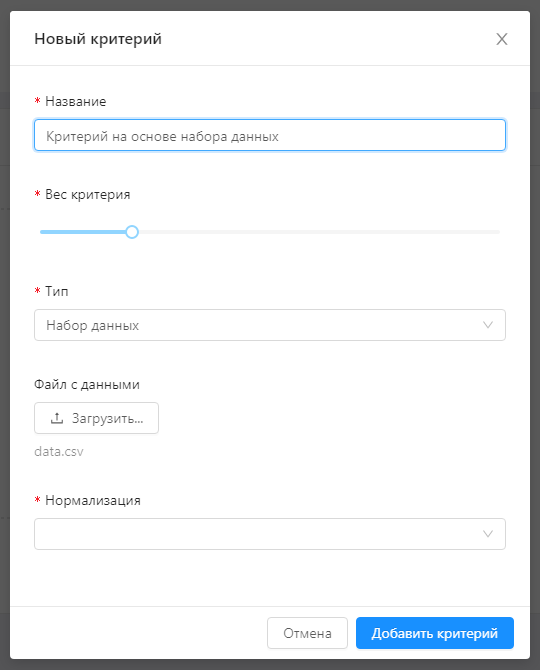 Новый критерий
* Название
Критерий на основе набора данных
* Вес критерия
* Тип
Набор данных
Файл с данными
Загрузить...
data.csv
* Нормализация
Отмена
Добавить критерий